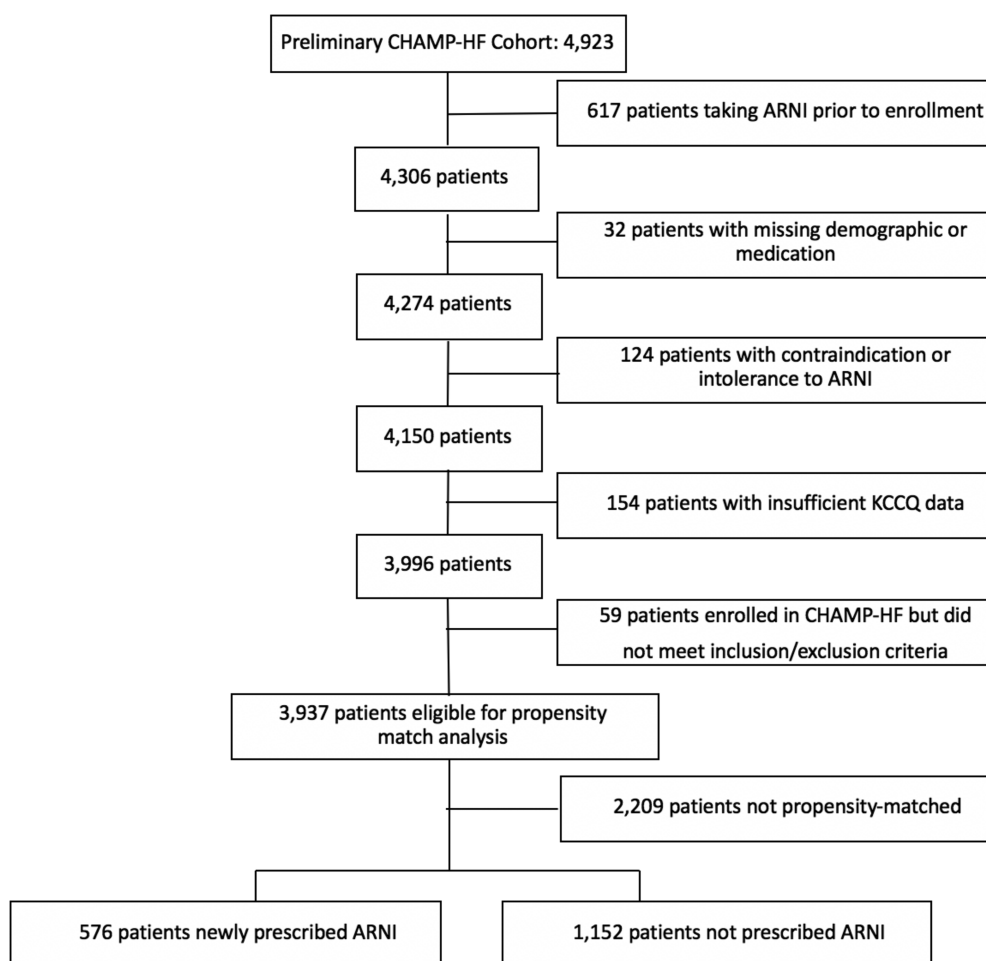 Preliminary CHAMP-HF Cohort: 4,923
617 patients taking ARNI prior to enrollment
4,306 patients
32 patients with missing demographic or
medication
4,274 patients
124 patients with contraindication or
intolerance to ARNI
4,150 patients
154 patients with insufficient KCCQ data
3,996 patients
59 patients enrolled in CHAMP-HF but did
not meet inclusion/exclusion criteria
3,937 patients eligible for propensity
match analysis
2,209 patients not propensity-matched
576 patients newly prescribed ARNI
1,152 patients not prescribed ARNI